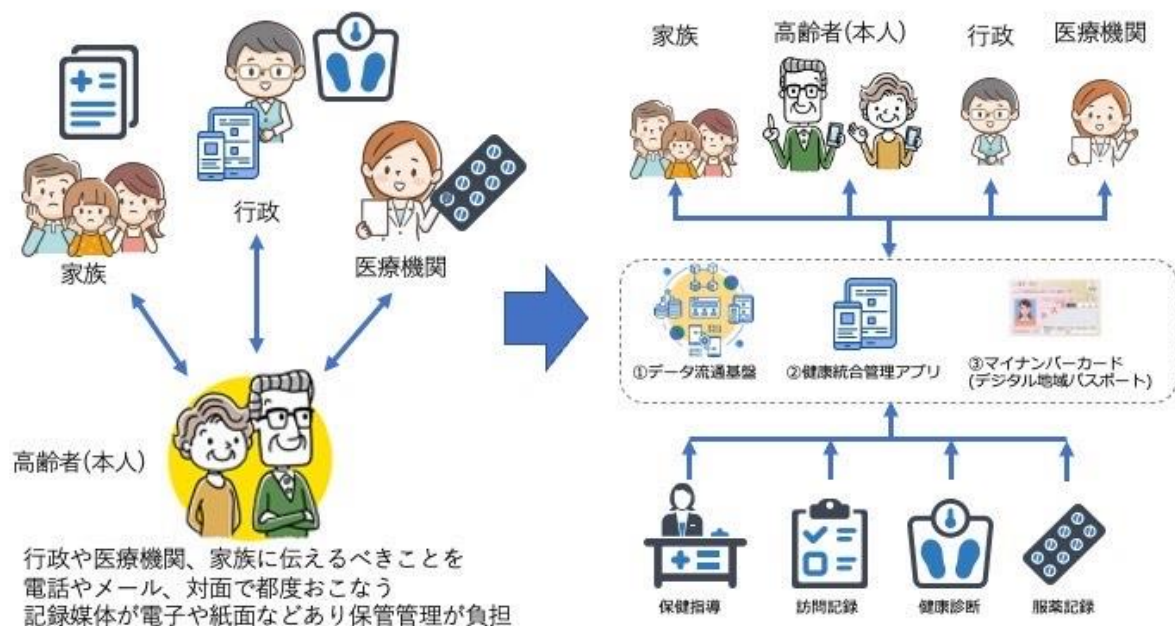 行政
家族
医療機関
高齢者(本人)
行政や医療機関、家族に伝えるべきことを
電話やメール、対面で都度おこなう
記録媒体が電子や紙面などあり保管管理が負担
家族
高齢者(本人)
行政
医療機関
①データ流通基盤
②健康統合管理アプリ
③マイナンバーカード
(デジタル地域パスポート)
保健指導
訪問記録
健康診断
服薬記録